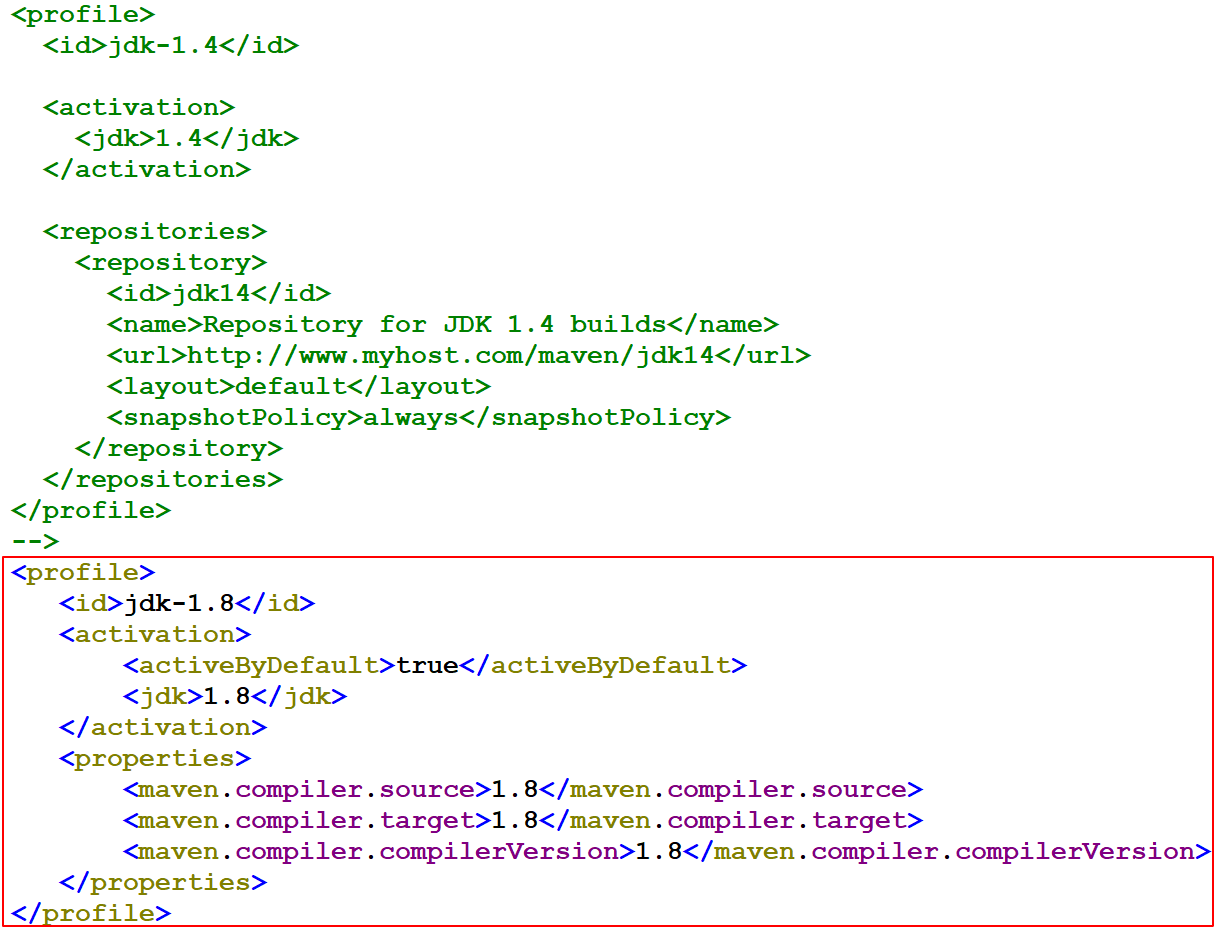 <profile>
  <id>jdk-1.4</id>

  <activation>
    <jdk>1.4</jdk>
  </activation>

  <repositories>
    <repository>
      <id>jdk14</id>
      <name>Repository for JDK 1.4 builds</name>
      <url>http://www.myhost.com/maven/jdk14</url>
      <layout>default</layout>
      <snapshotPolicy>always</snapshotPolicy>
    </repository>
  </repositories>
</profile>
-->
<profile>
   <id>jdk-1.8</id>
   <activation>
       <activeByDefault>true</activeByDefault>
       <jdk>1.8</jdk>
   </activation>
   <properties>
       <maven.compiler.source>1.8</maven.compiler.source>
       <maven.compiler.target>1.8</maven.compiler.target>
       <maven.compiler.compilerVersion>1.8</maven.compiler.compilerVersion>
   </properties>
</profile>